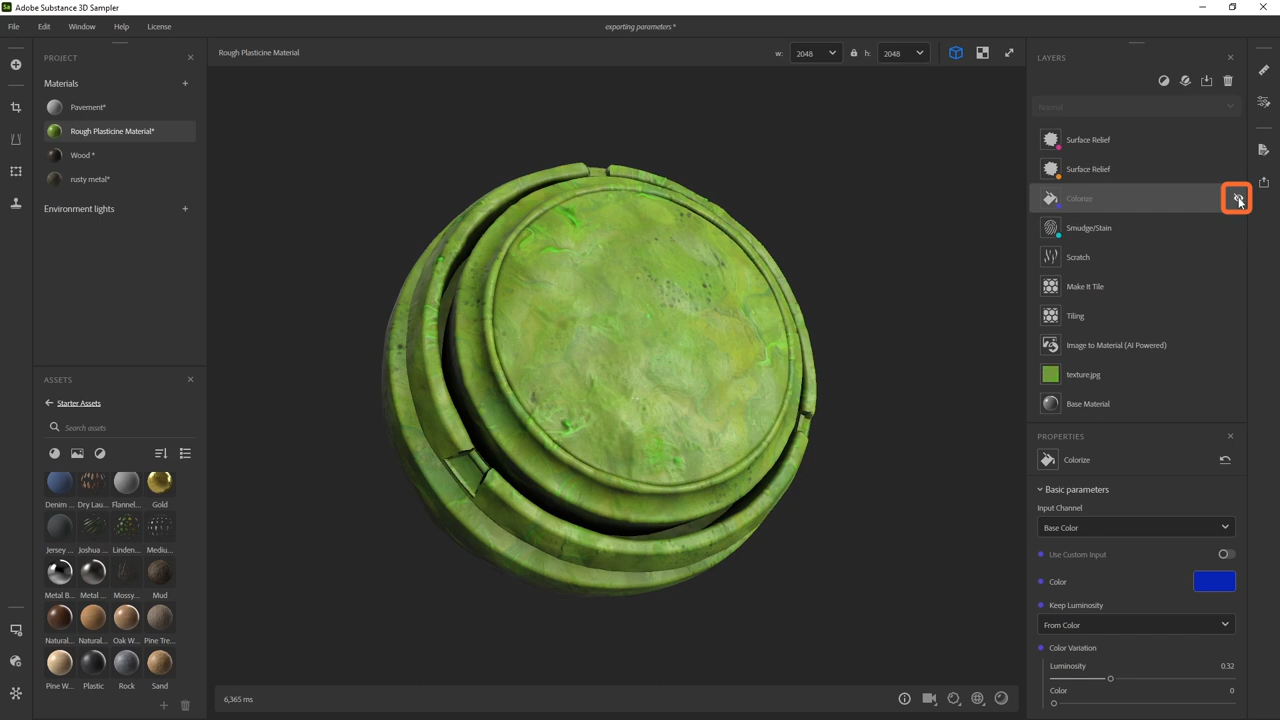 Sa Adobe Substance 3D Sampler
File Edit Window Help License
exporting parameters*
PROJECT
Materials
Pavement*
Rough Plasticine Material*
Wood *
rusty metal*
Environment lights
ASSETS
Starter Assets
Search assets
Denim ... Dry Lau... Flannel... Gold
Jersey ... Joshua ... Linden... Mediu...
Metal B... Metal ... Mossy... Mud
Natural... Natural... Oak W... Pine Tre...
Pine W... Plastic Rock Sand
Rough Plasticine Material
w: 2048 h: 2048
6,365 ms
LAYERS
Normal
Surface Relief
Surface Relief
Colorize
Smudge/Stain
Scratch
Make It Tile
Tiling
Image to Material (AI Powered)
texture.jpg
Base Material
PROPERTIES
Colorize
Basic parameters
Input Channel
Base Color
Use Custom Input
Color
Keep Luminosity
From Color
Color Variation
Luminosity 0.32
Color 0